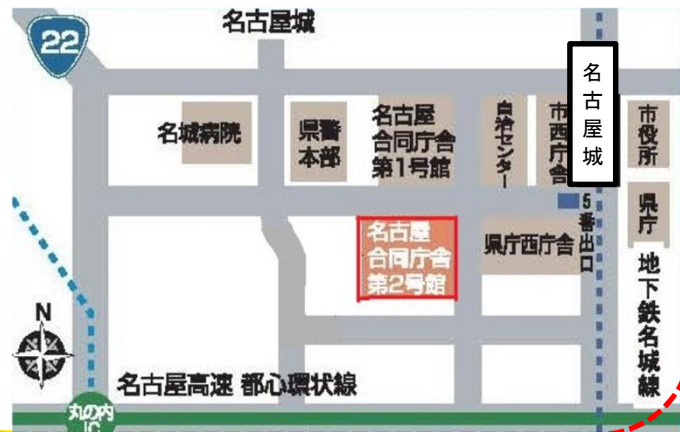 22
名古屋城
名古屋城
名城病院
県警
本部
名古屋
合同庁舎
第1号館
自治センター
市西庁舎
市役所
5番出口
県庁
名古屋
合同庁舎
第2号館
県庁西庁舎
地下鉄名城線
N
名古屋高速 都心環状線
丸の内
IC